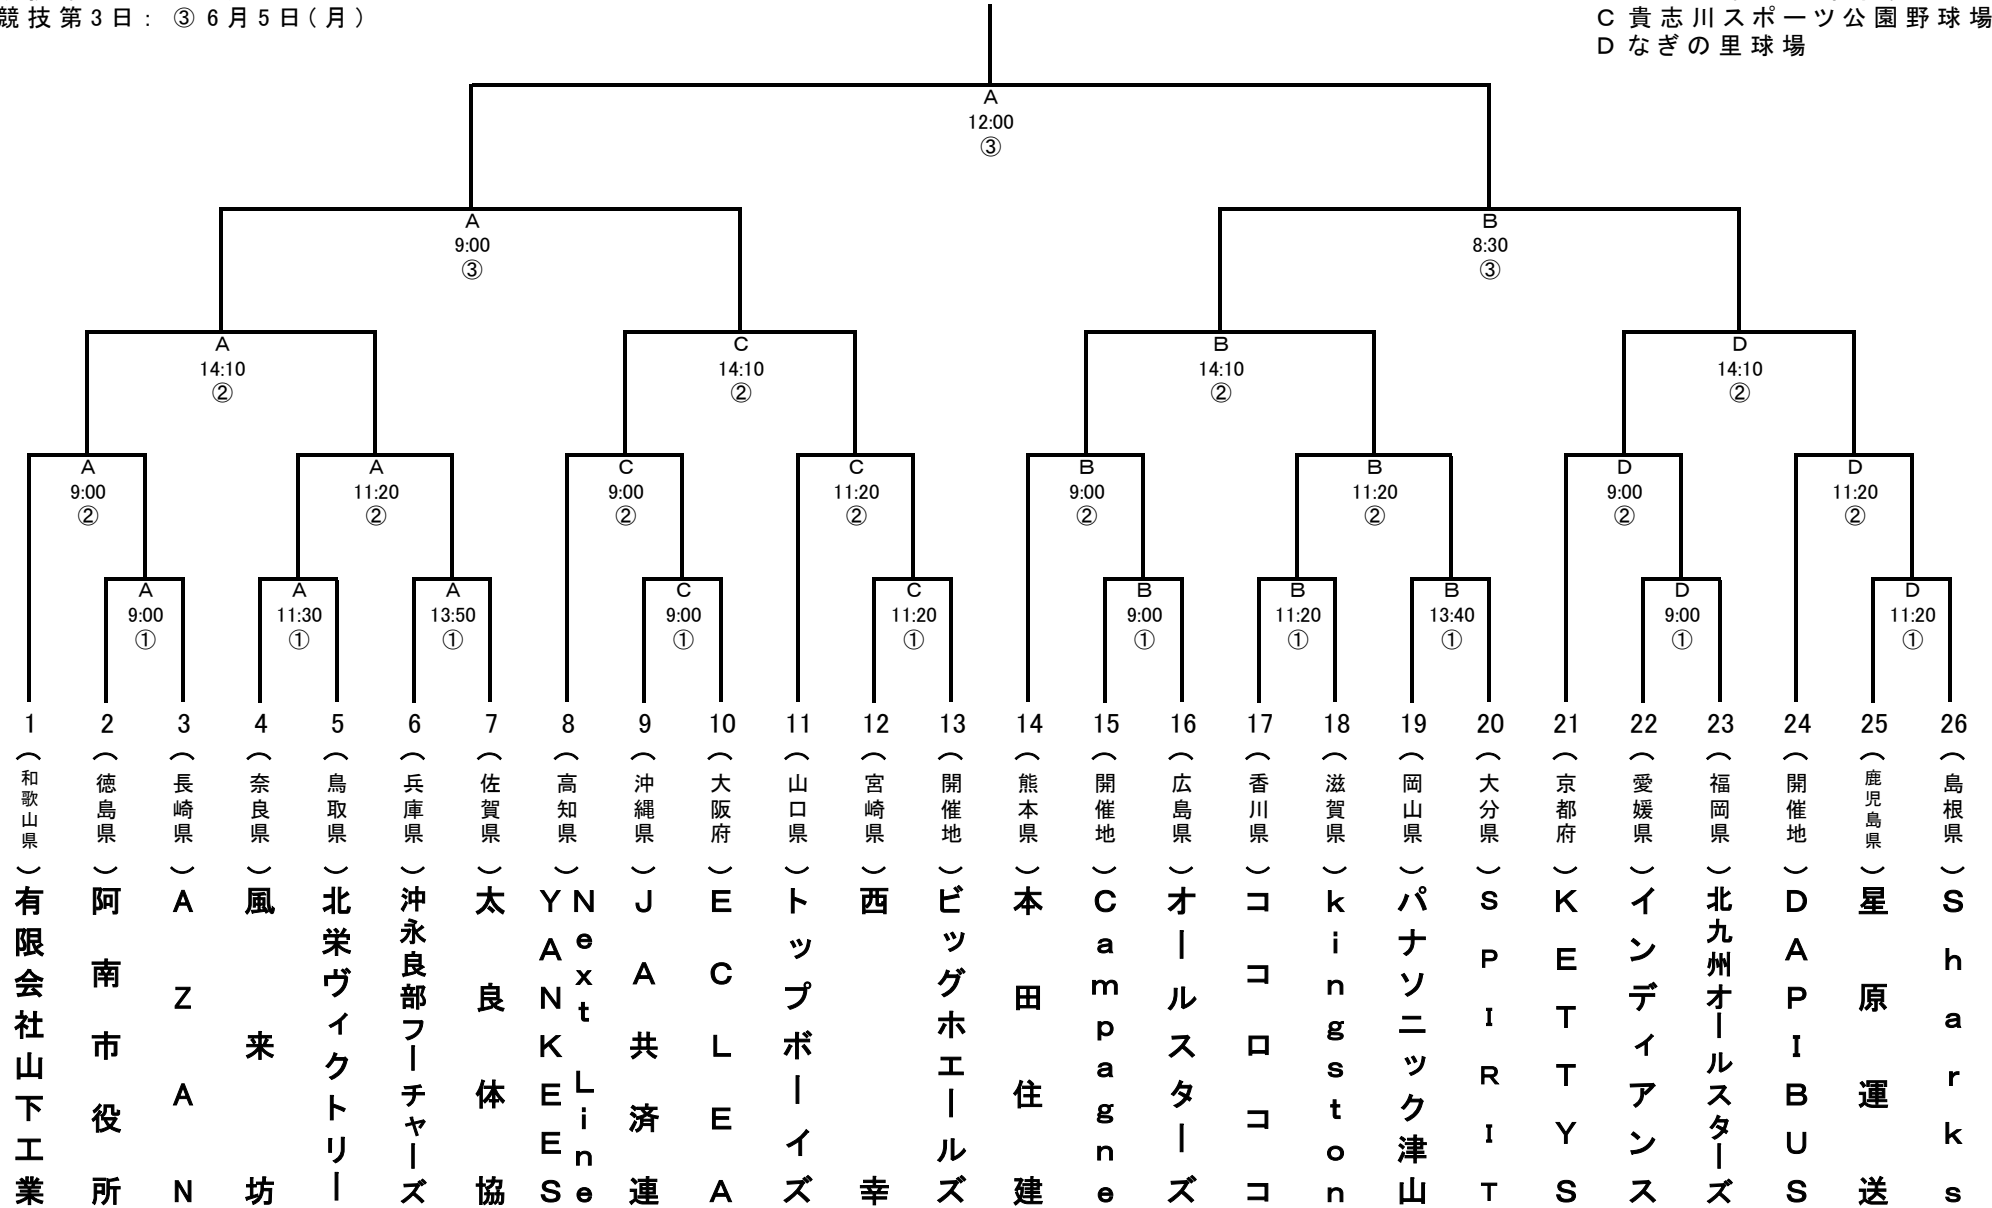 競技第3日： ③ 6月5日(月)
C 貴志川スポーツ公園野球場
D なぎの里球場
A
12:00
③
A
9:00
③
B
8:30
③
A
14:10
②
C
14:10
②
B
14:10
②
D
14:10
②
A
9:00
②
A
11:20
②
C
9:00
②
C
11:20
②
B
9:00
②
B
11:20
②
D
9:00
②
D
11:20
②
A
9:00
①
A
11:30
①
A
13:50
①
C
9:00
①
C
11:20
①
B
9:00
①
B
11:20
①
B
13:40
①
D
9:00
①
D
11:20
①
1（和歌山県）有限会社山下工業
2（徳島県）阿南市役所
3（長崎県）AZAN
4（奈良県）風来坊
5（鳥取県）北栄ヴィクトリー
6（兵庫県）沖永良部フーチャーズ
7（佐賀県）太良体協
8（高知県）Next Line YANKEES
9（沖縄県）JA共済連
10（大阪府）ECLEA
11（山口県）トップボーイズ
12（宮崎県）西幸
13（開催地）ビッグホエールズ
14（熊本県）本田住建
15（開催地）Campagne
16（広島県）オールスターズ
17（香川県）ココロココ
18（滋賀県）kingston
19（岡山県）パナソニック津山
20（大分県）SPIRIT
21（京都府）KETTYS
22（愛媛県）インディアンス
23（福岡県）北九州オールスターズ
24（開催地）DAPIBUS
25（鹿児島県）星原運送
26（島根県）Sharks